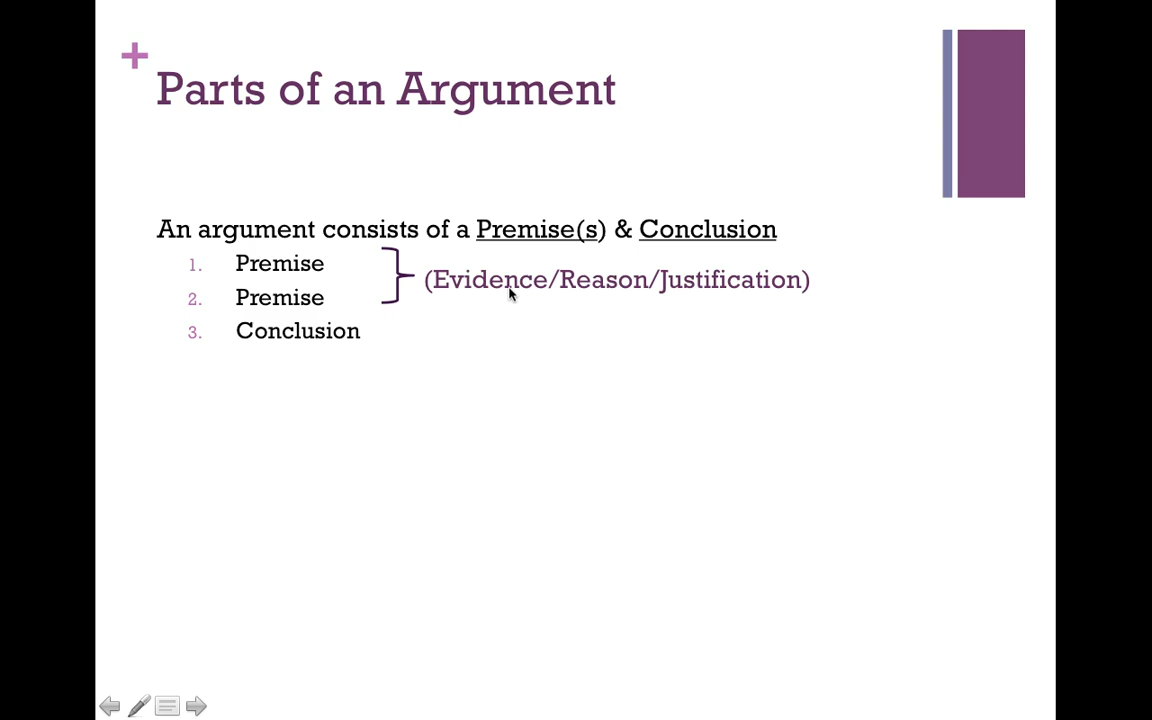 +
Parts of an Argument
An argument consists of a Premise(s) & Conclusion
1. Premise
(Evidence/Reason/Justification)
2. Premise
3. Conclusion